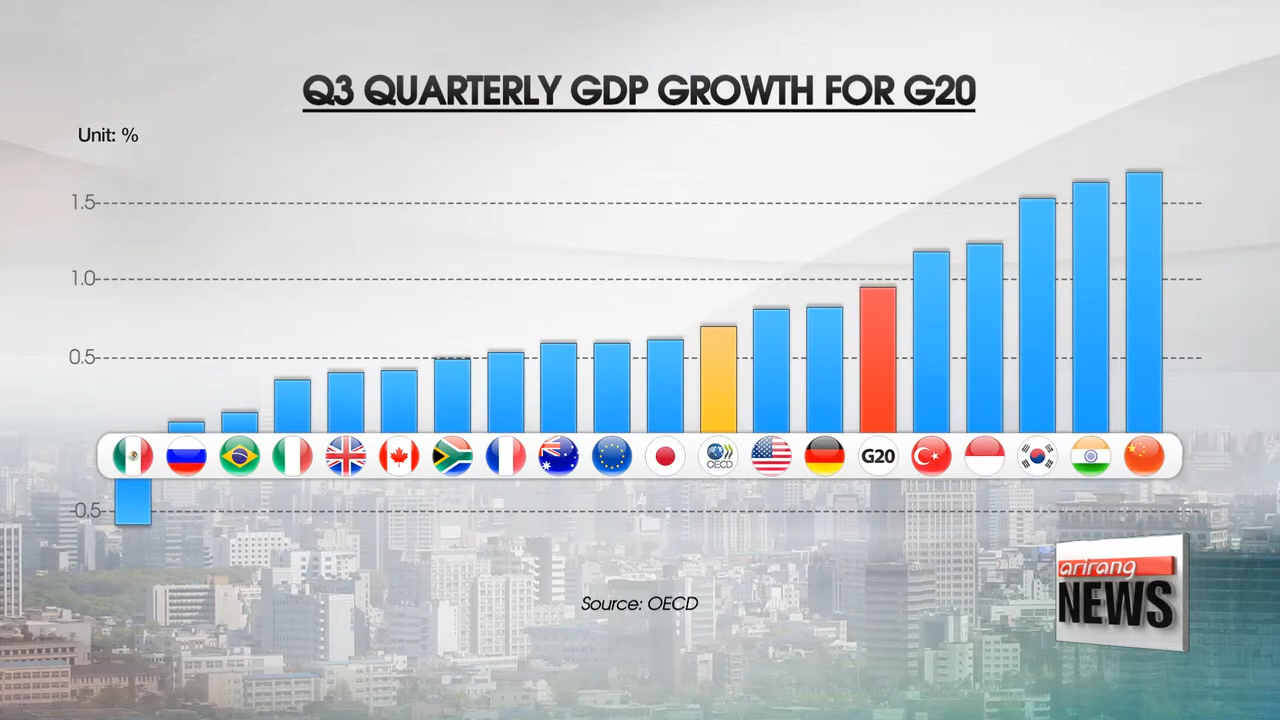 Q3 QUARTERLY GDP GROWTH FOR G20
Unit: %
1.5
1.0
0.5
OECD
G20
-0.5
Source: OECD
arirang
NEWS